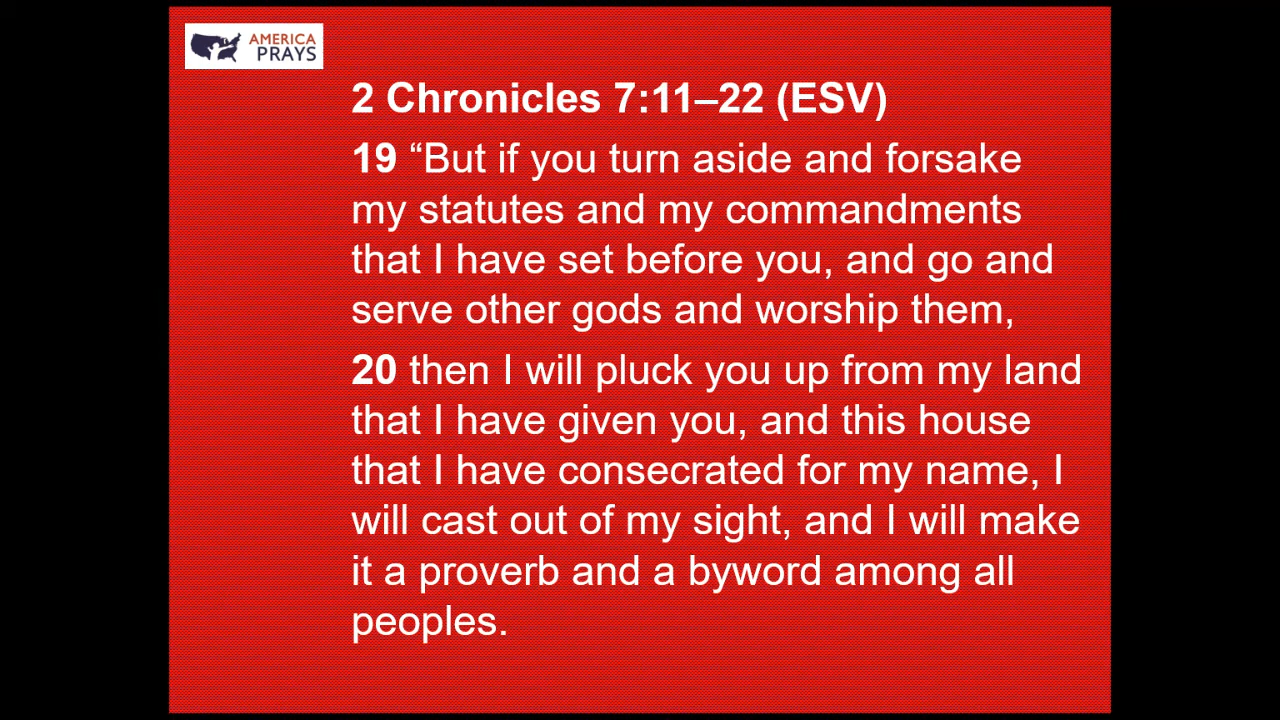 AMERICA
PRAYS
2 Chronicles 7:11–22 (ESV)
19 “But if you turn aside and forsake
my statutes and my commandments
that I have set before you, and go and
serve other gods and worship them,
20 then I will pluck you up from my land
that I have given you, and this house
that I have consecrated for my name, I
will cast out of my sight, and I will make
it a proverb and a byword among all
peoples.